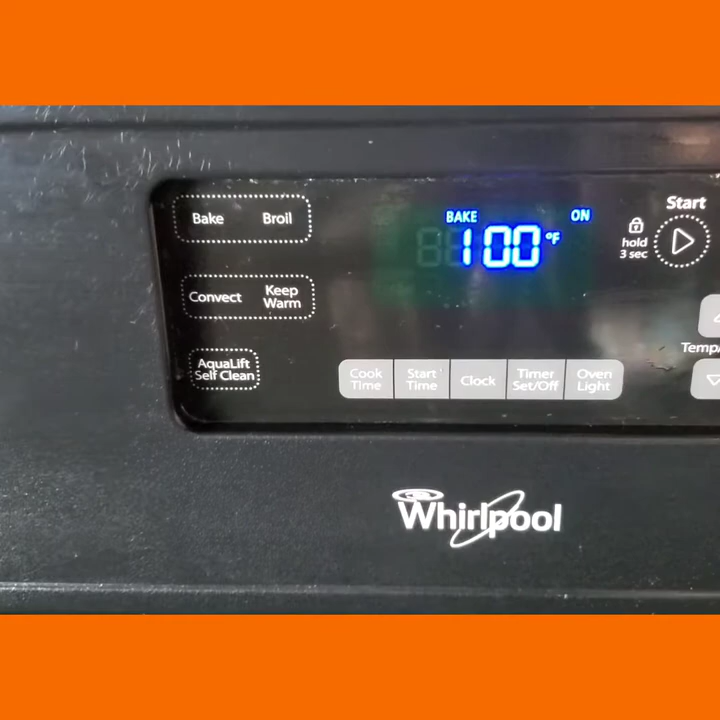 Bake Broil
Convect Keep Warm
AquaLift
Self Clean
BAKE ON
100°F
Start
hold
3 sec
Cook
Time
Start
Time
Clock
Timer
Set/Off
Oven
Light
Whirlpool